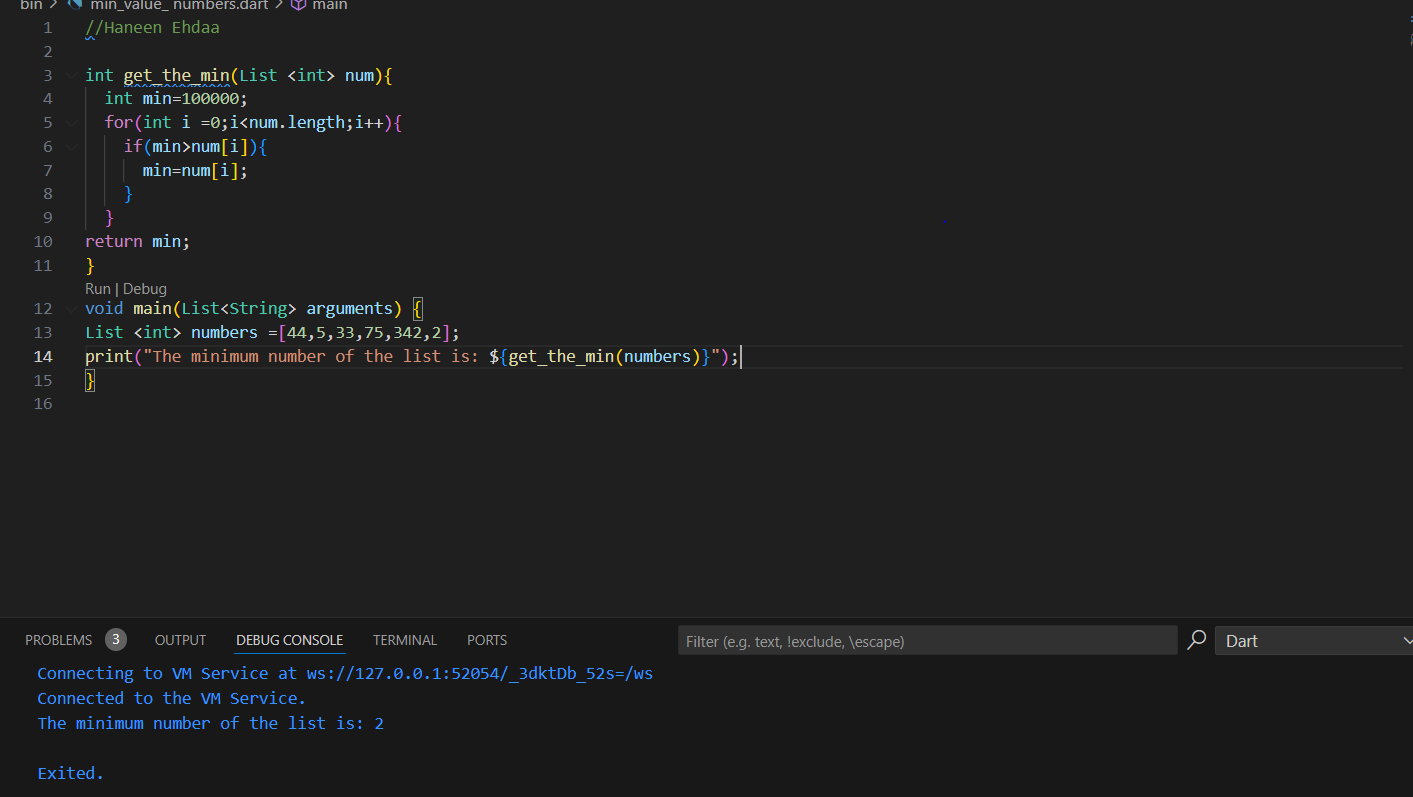 bin > min_value_ numbers.dart > main
1 //Haneen Ehdaa
2
3 int get_the_min(List <int> num){
4 int min=100000;
5 for(int i =0;i<num.length;i++){
6 if(min>num[i]){
7 min=num[i];
8 }
9 }
10 return min;
11 }
Run | Debug
12 void main(List<String> arguments) {
13 List <int> numbers =[44,5,33,75,342,2];
14 print("The minimum number of the list is: ${get_the_min(numbers)}");
15 }
16
PROBLEMS 3 OUTPUT DEBUG CONSOLE TERMINAL PORTS Filter (e.g. text, !exclude, \escape) Dart
Connecting to VM Service at ws://127.0.0.1:52054/_3dktDb_52s=/ws
Connected to the VM Service.
The minimum number of the list is: 2
Exited.